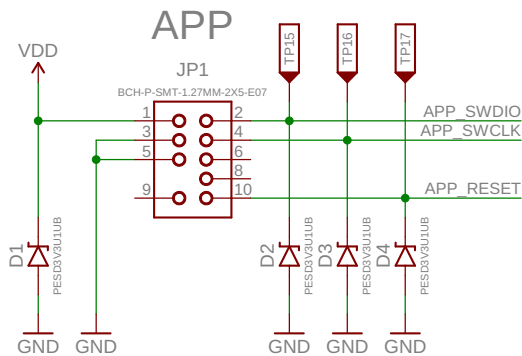 APP
TP15
TP16
TP17
VDD
JP1
BCH-P-SMT-1.27MM-2X5-E07
1
2
APP_SWDIO
3
4
APP_SWCLK
5
6
8
9
10
APP_RESET
D1
PESD3V3U1UB
D2
PESD3V3U1UB
D3
PESD3V3U1UB
D4
PESD3V3U1UB
GND
GND
GND
GND
GND